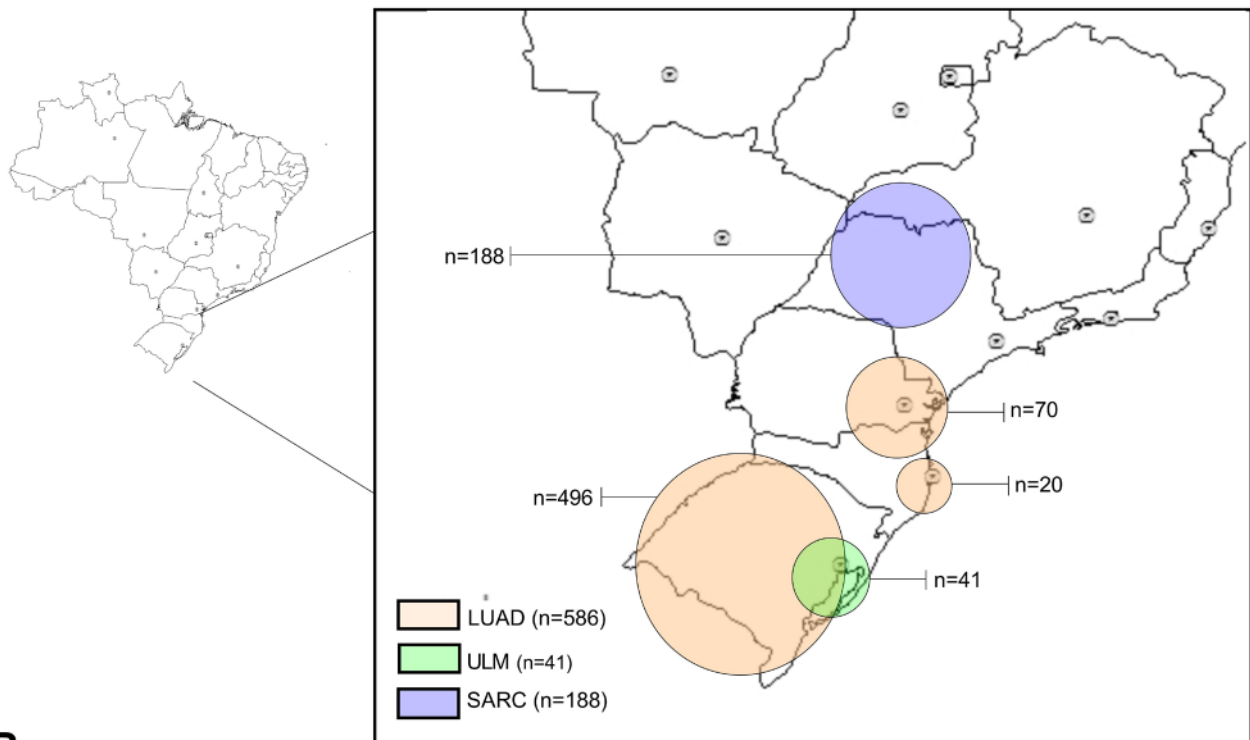 n=188
n=70
n=20
n=496
n=41
LUAD (n=586)
ULM (n=41)
SARC (n=188)